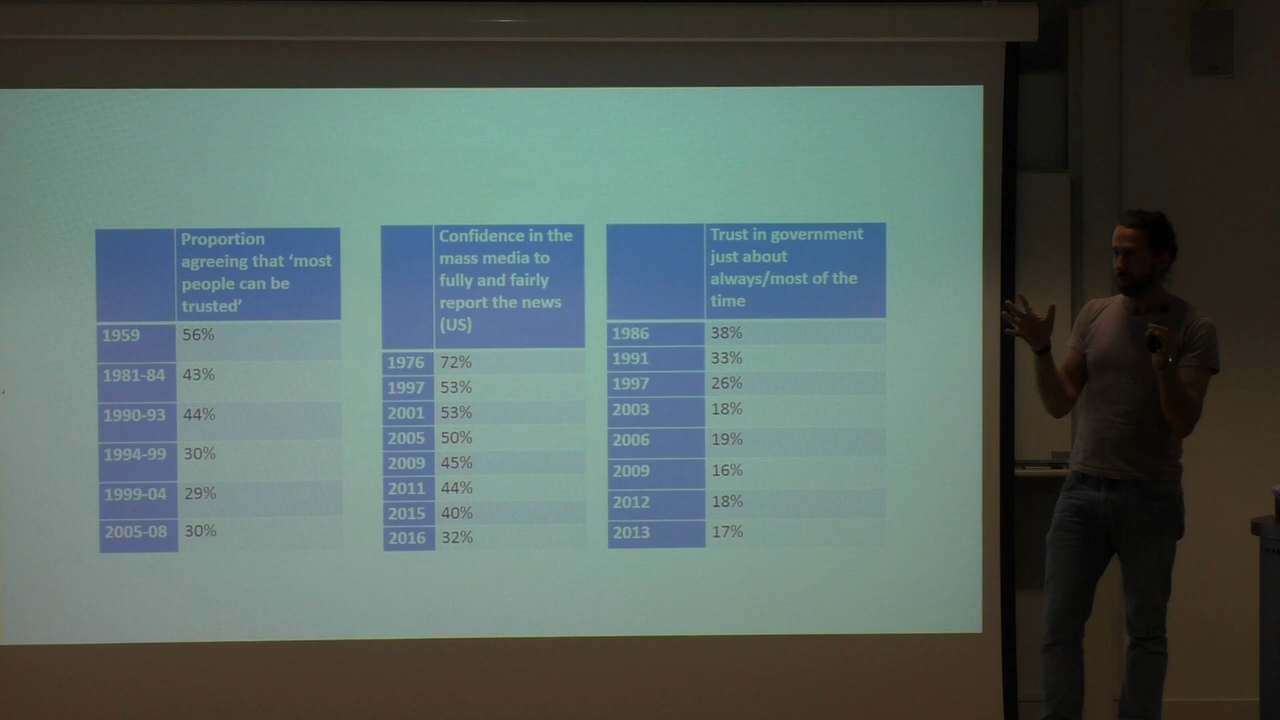 Proportion
agreeing that ‘most
people can be
trusted’
1959 56%
1981-84 43%
1990-93 44%
1994-99 30%
1999-04 29%
2005-08 30%
Confidence in the
mass media to
fully and fairly
report the news
(US)
1976 72%
1997 53%
2001 53%
2005 50%
2009 45%
2011 44%
2015 40%
2016 32%
Trust in government
just about
always/most of the
time
1986 38%
1991 33%
1997 26%
2003 18%
2006 19%
2009 16%
2012 18%
2013 17%